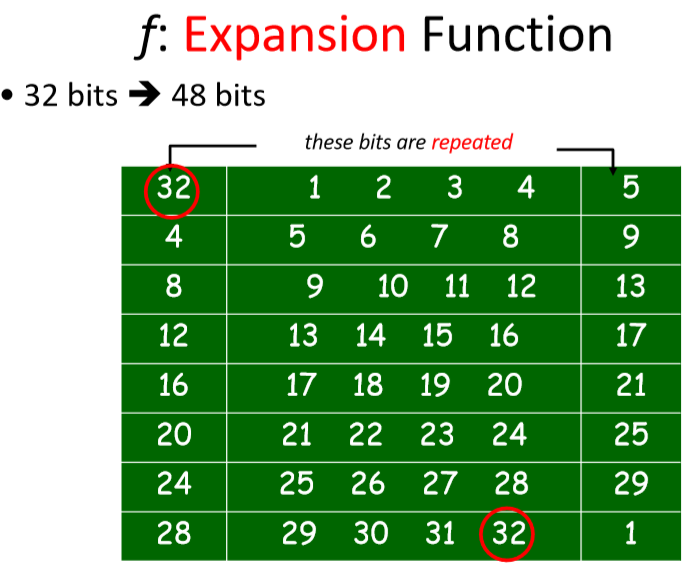 f: Expansion Function
• 32 bits ➔ 48 bits
these bits are repeated
32 1 2 3 4 5
4 5 6 7 8 9
8 9 10 11 12 13
12 13 14 15 16 17
16 17 18 19 20 21
20 21 22 23 24 25
24 25 26 27 28 29
28 29 30 31 32 1